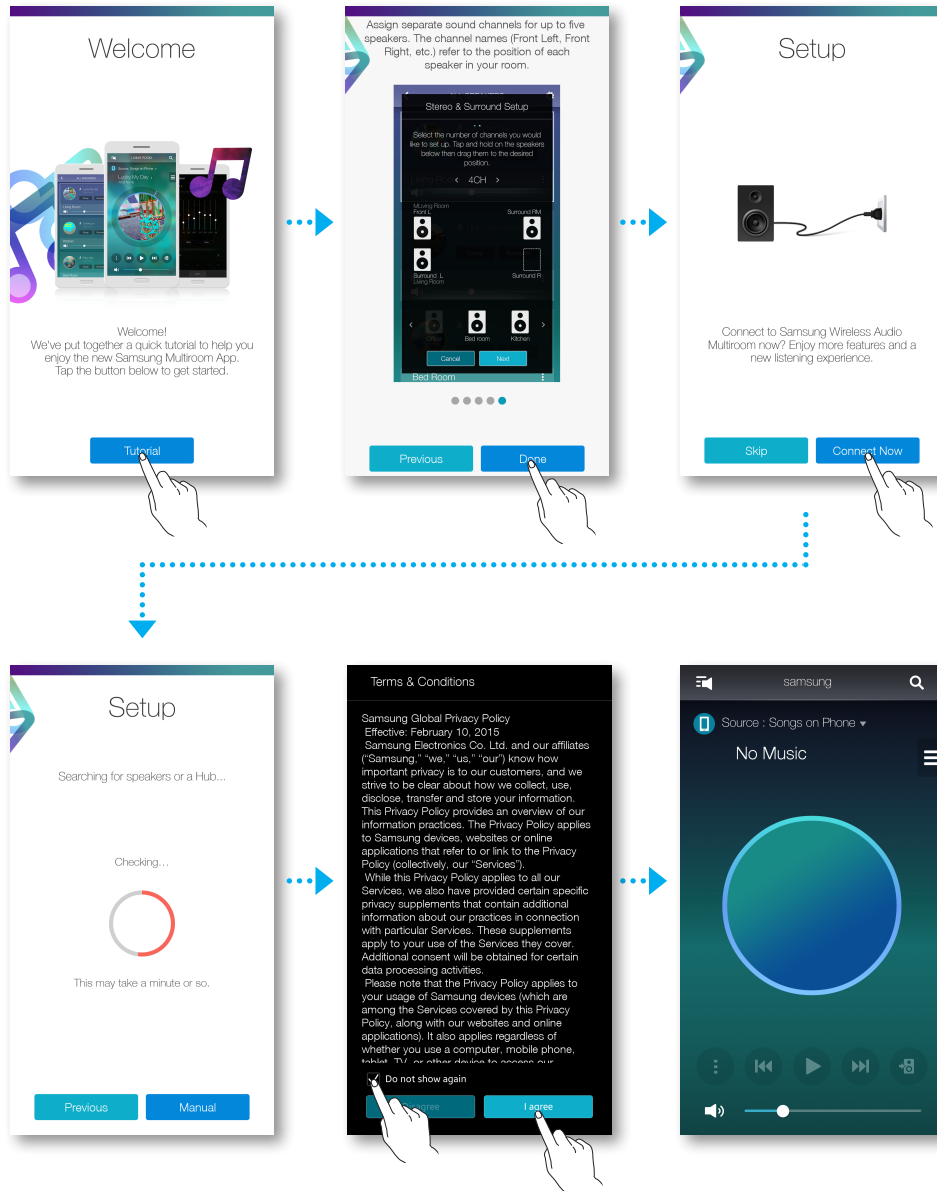 Welcome
Welcome!
We've put together a quick tutorial to help you
enjoy the new Samsung Multiroom App.
Tap the button below to get started.
Tutorial
Assign separate sound channels for up to five
speakers. The channel names (Front Left, Front
Right, etc.) refer to the position of each
speaker in your room.
Stereo & Surround Setup
Select the number of channels you would
like to set up. Tap and hold on the speakers
below then drag them to the desired
position.
4CH
Living Room
Front L
Surround RM
Surround L
Living Room
Surround R
Office
Bed room
Kitchen
Cancel
Next
Bed Room
Previous
Done
Setup
Connect to Samsung Wireless Audio
Multiroom now? Enjoy more features and a
new listening experience.
Skip
Connect Now
Setup
Searching for speakers or a Hub...
Checking...
This may take a minute or so.
Previous
Manual
Terms & Conditions
Samsung Global Privacy Policy
Effective: February 10, 2015
Samsung Electronics Co. Ltd. and our affiliates
("Samsung," "we," "us," "our") know how
important privacy is to our customers, and we
strive to be clear about how we collect, use,
disclose, transfer and store your information.
This Privacy Policy provides an overview of our
information practices. The Privacy Policy applies
to Samsung devices, websites or online
applications that refer to or link to the Privacy
Policy (collectively, our "Services").
While this Privacy Policy applies to all our
Services, we also have provided certain specific
privacy supplements that contain additional
information about our practices in connection
with particular Services. These supplements
apply to your use of the Services they cover.
Additional consent will be obtained for certain
data processing activities.
Please note that the Privacy Policy applies to
your usage of Samsung devices (which are
among the Services covered by this Privacy
Policy, along with our websites and online
applications). It also applies regardless of
whether you use a computer, mobile phone,
tablet, TV, or other device to access our
Do not show again
Disagree
I agree
samsung
Source : Songs on Phone
No Music